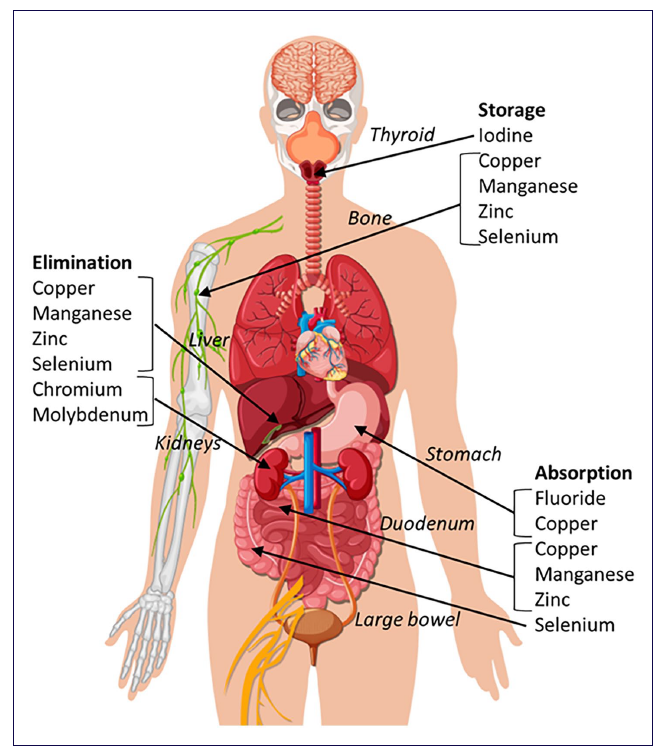 Storage
Thyroid
Iodine
Copper
Manganese
Zinc
Selenium
Bone
Elimination
Copper
Manganese
Zinc
Selenium
Chromium
Molybdenum
Liver
Kidneys
Stomach
Absorption
Fluoride
Copper
Duodenum
Copper
Manganese
Zinc
Large bowel
Selenium